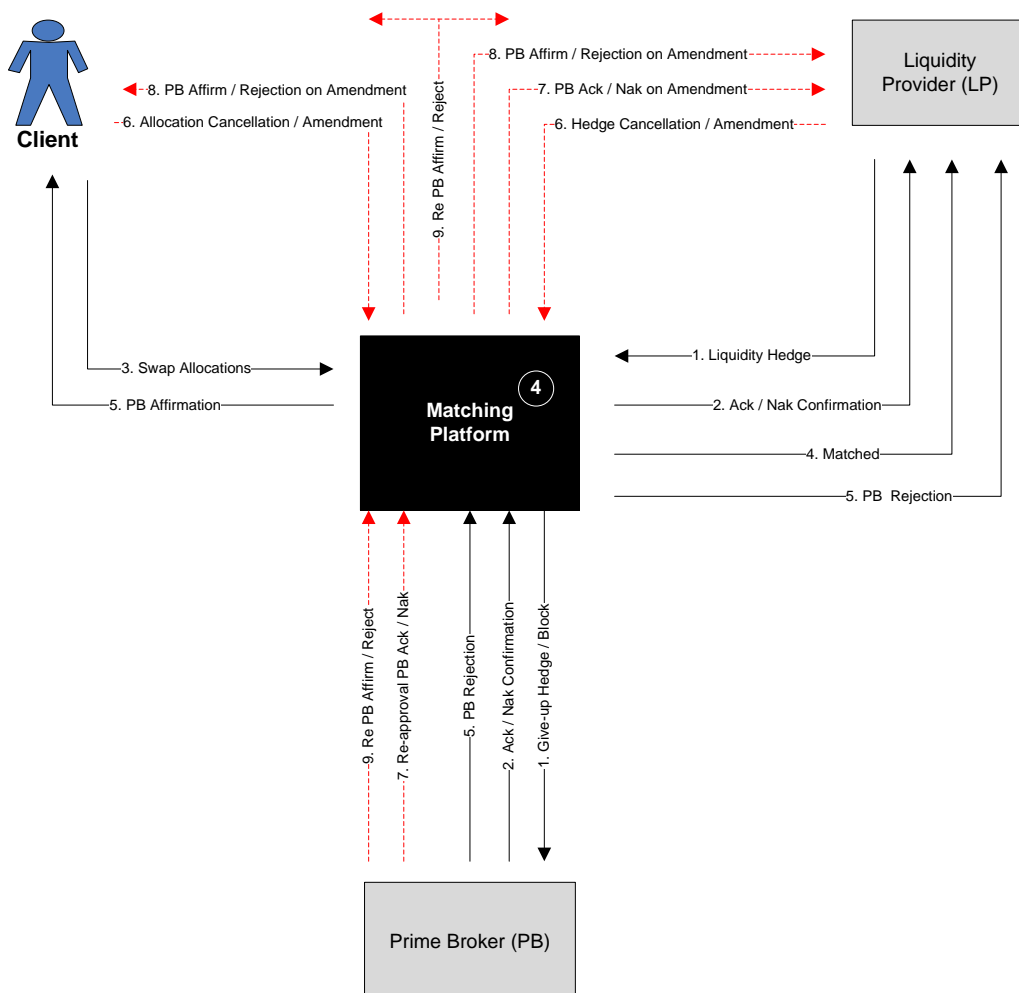 8. PB Affirm / Rejection on Amendment
Liquidity
Provider (LP)
8. PB Affirm / Rejection on Amendment
7. PB Ack / Nak on Amendment
6. Allocation Cancellation / Amendment
6. Hedge Cancellation / Amendment
Client
9. Re PB Affirm / Reject
1. Liquidity Hedge
3. Swap Allocations
4
5. PB Affirmation
2. Ack / Nak Confirmation
Matching
Platform
4. Matched
5. PB  Rejection
9. Re PB Affirm / Reject
7. Re-approval PB Ack / Nak
5. PB Rejection
2. Ack / Nak Confirmation
1. Give-up Hedge / Block
Prime Broker (PB)